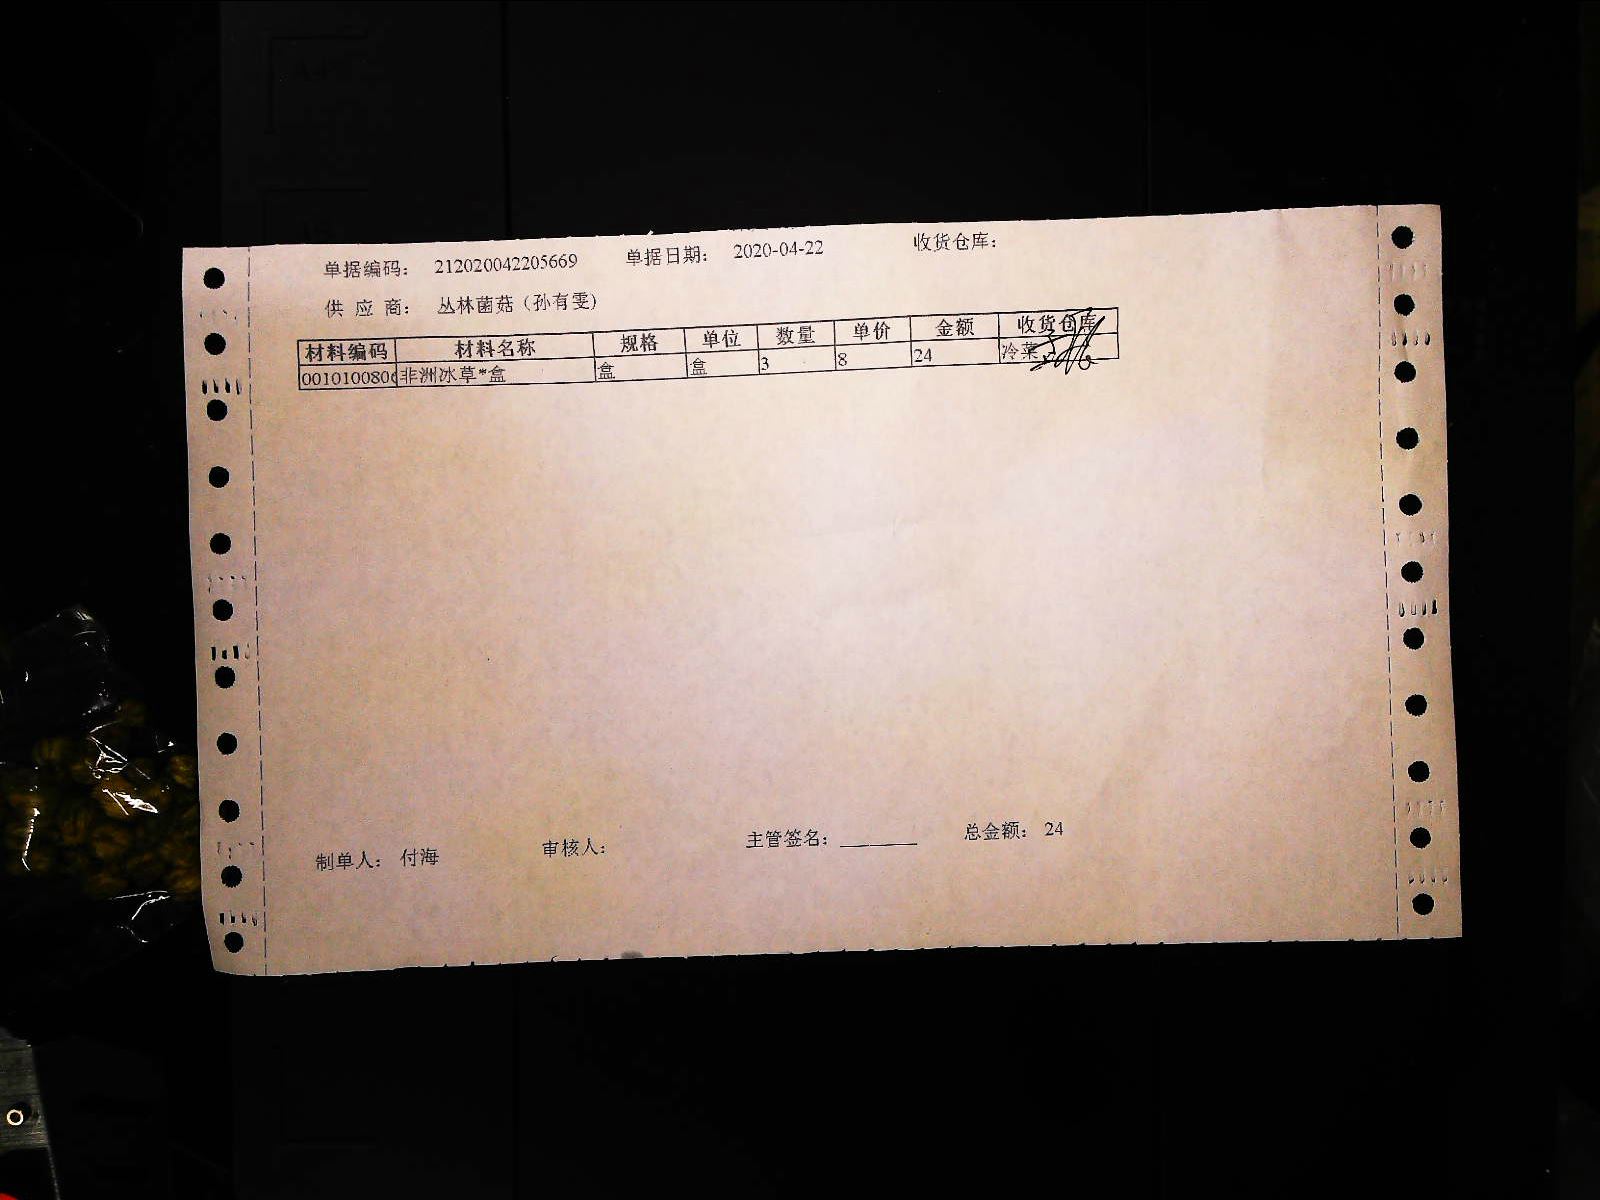 单据编码： 212020042205669 单据日期： 2020-04-22 收货仓库：
供 应 商： 丛林菌菇（孙有雯）
材料编码 材料名称 规格 单位 数量 单价 金额 收货仓库
001010080 非洲冰草*盒 盒 盒 3 8 24 冷菜
制单人： 付海 审核人： 主管签名：______ 总金额： 24